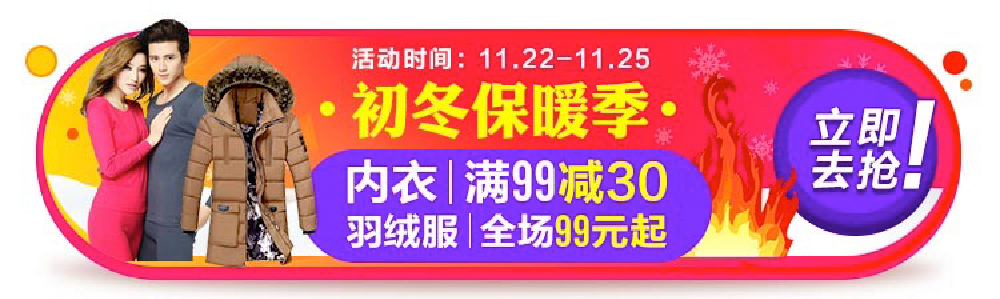 活动时间：11.22-11.25
·初冬保暖季·
内衣|满99减30
羽绒服|全场99元起
立即
去抢!